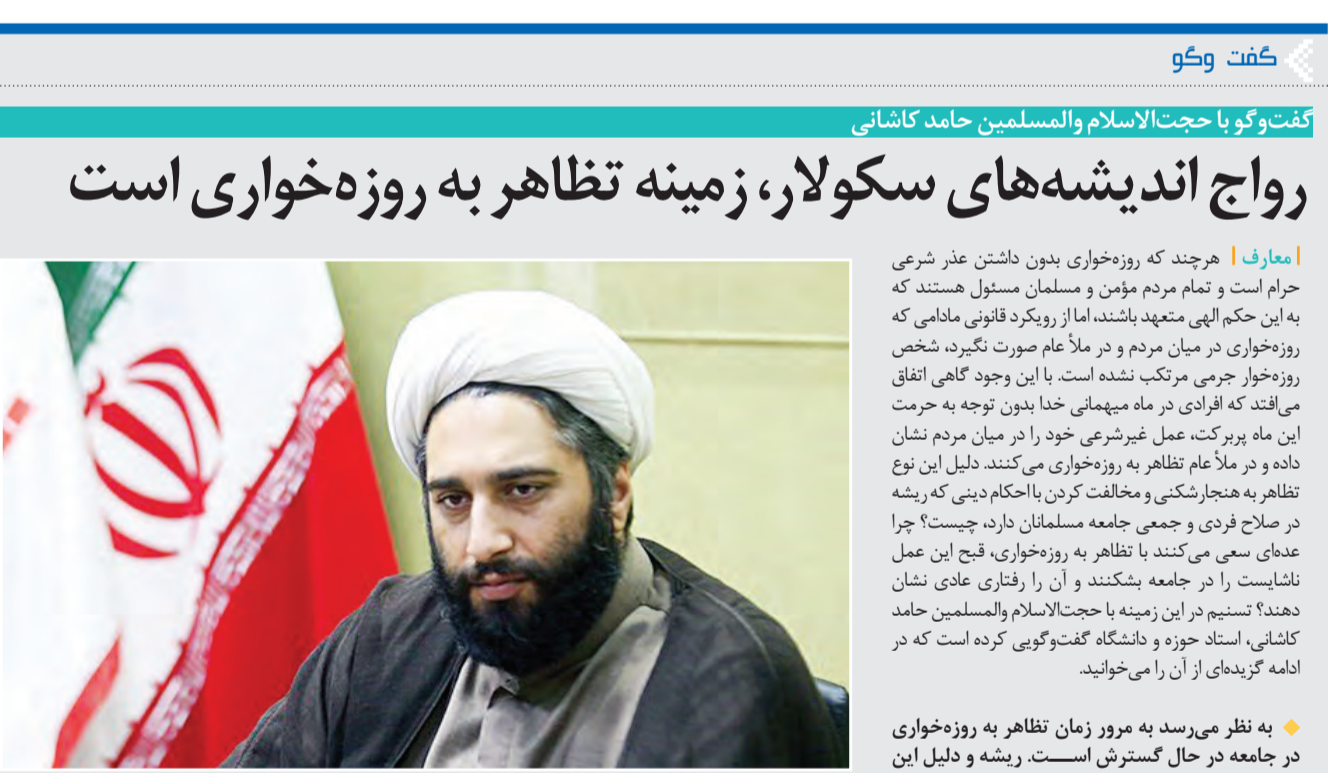 گفت وگو
گفت‌وگو با حجت‌الاسلام والمسلمین حامد کاشانی
رواج اندیشه‌های سکولار، زمینه تظاهر به روزه‌خواری است
| معارف | هرچند که روزه‌خواری بدون داشتن عذر شرعی
حرام است و تمام مردم مؤمن و مسلمان مسئول هستند که
به این حکم الهی متعهد باشند، اما از رویکرد قانونی مادامی که
روزه‌خواری در میان مردم و در ملأ عام صورت نگیرد، شخص
روزه‌خوار جرمی مرتکب نشده است. با این وجود گاهی اتفاق
می‌افتد که افرادی در ماه میهمانی خدا بدون توجه به حرمت
این ماه پربرکت، عمل غیرشرعی خود را در میان مردم نشان
داده و در ملأ عام تظاهر به روزه‌خواری می‌کنند. دلیل این نوع
تظاهر به هنجارشکنی و مخالفت کردن با احکام دینی که ریشه
در صلاح فردی و جمعی جامعه مسلمانان دارد، چیست؟ چرا
عده‌ای سعی می‌کنند با تظاهر به روزه‌خواری، قبح این عمل
ناشایست را در جامعه بشکنند و آن را رفتاری عادی نشان
دهند؟ تسنیم در این زمینه با حجت‌الاسلام والمسلمین حامد
کاشانی، استاد حوزه و دانشگاه گفت‌وگویی کرده است که در
ادامه گزیده‌ای از آن را می‌خوانید.
◆ به نظر می‌رسد به مرور زمان تظاهر به روزه‌خواری
در جامعه در حال گسترش اســـت. ریشه و دلیل این